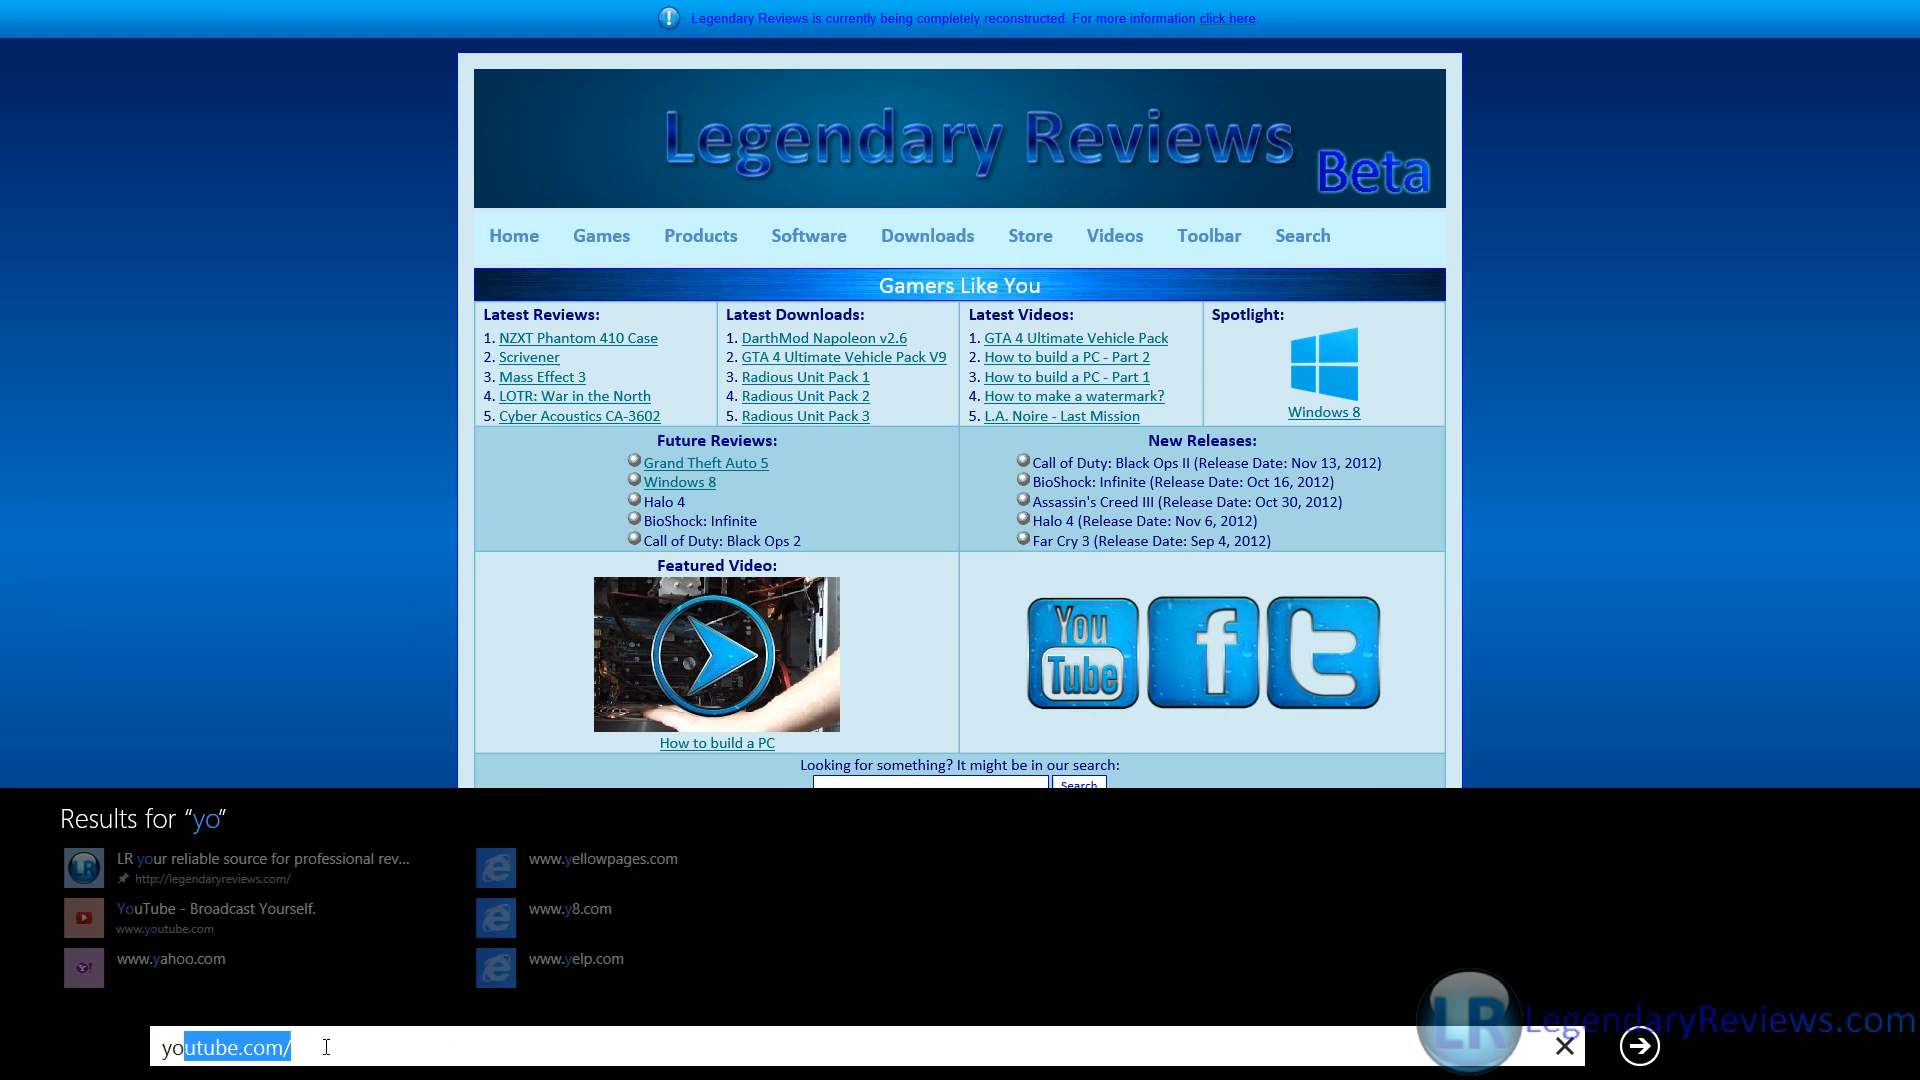 Legendary Reviews is currently being completely reconstructed. For more information click here.
Legendary Reviews
Beta
Home Games Products Software Downloads Store Videos Toolbar Search
Gamers Like You
Latest Reviews:
1. NZXT Phantom 410 Case
2. Scrivener
3. Mass Effect 3
4. LOTR: War in the North
5. Cyber Acoustics CA-3602
Latest Downloads:
1. DarthMod Napoleon v2.6
2. GTA 4 Ultimate Vehicle Pack V9
3. Radious Unit Pack 1
4. Radious Unit Pack 2
5. Radious Unit Pack 3
Latest Videos:
1. GTA 4 Ultimate Vehicle Pack
2. How to build a PC - Part 2
3. How to build a PC - Part 1
4. How to make a watermark?
5. L.A. Noire - Last Mission
Spotlight:
Windows 8
Future Reviews:
Grand Theft Auto 5
Windows 8
Halo 4
BioShock: Infinite
Call of Duty: Black Ops 2
New Releases:
Call of Duty: Black Ops II (Release Date: Nov 13, 2012)
BioShock: Infinite (Release Date: Oct 16, 2012)
Assassin's Creed III (Release Date: Oct 30, 2012)
Halo 4 (Release Date: Nov 6, 2012)
Far Cry 3 (Release Date: Sep 4, 2012)
Featured Video:
How to build a PC
You
Tube
f
t
Looking for something? It might be in our search:
Search
Results for “yo”
LR your reliable source for professional rev...
http://legendaryreviews.com/
YouTube - Broadcast Yourself.
www.youtube.com
www.yahoo.com
www.yellowpages.com
www.y8.com
www.yelp.com
youtube.com/
LR LegendaryReviews.com